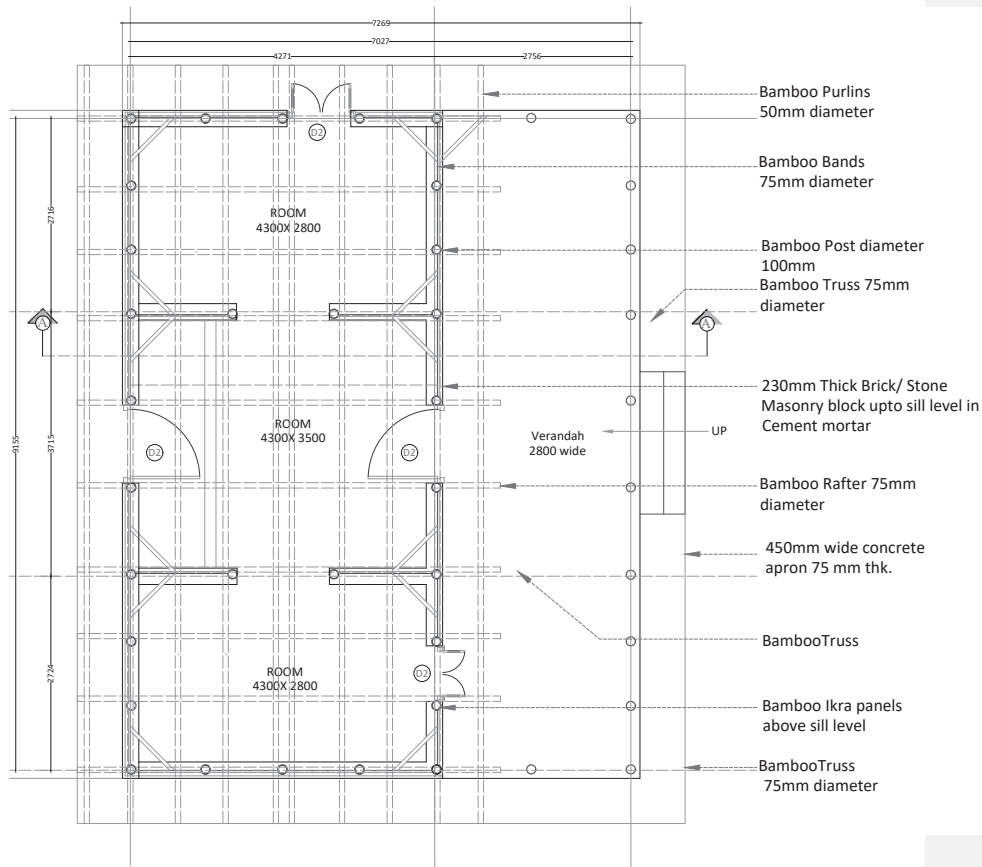 7269
7027
4271
2756
Bamboo Purlins
50mm diameter
D2
Bamboo Bands
75mm diameter
2716
ROOM
4300X 2800
Bamboo Post diameter
100mm
Bamboo Truss 75mm
diameter
A
A
230mm Thick Brick/ Stone
Masonry block upto sill level in
Cement mortar
9155
3715
ROOM
4300X 3500
D2
D2
Verandah
2800 wide
UP
Bamboo Rafter 75mm
diameter
450mm wide concrete
apron 75 mm thk.
BambooTruss
2724
ROOM
4300X 2800
D2
Bamboo Ikra panels
above sill level
BambooTruss
75mm diameter